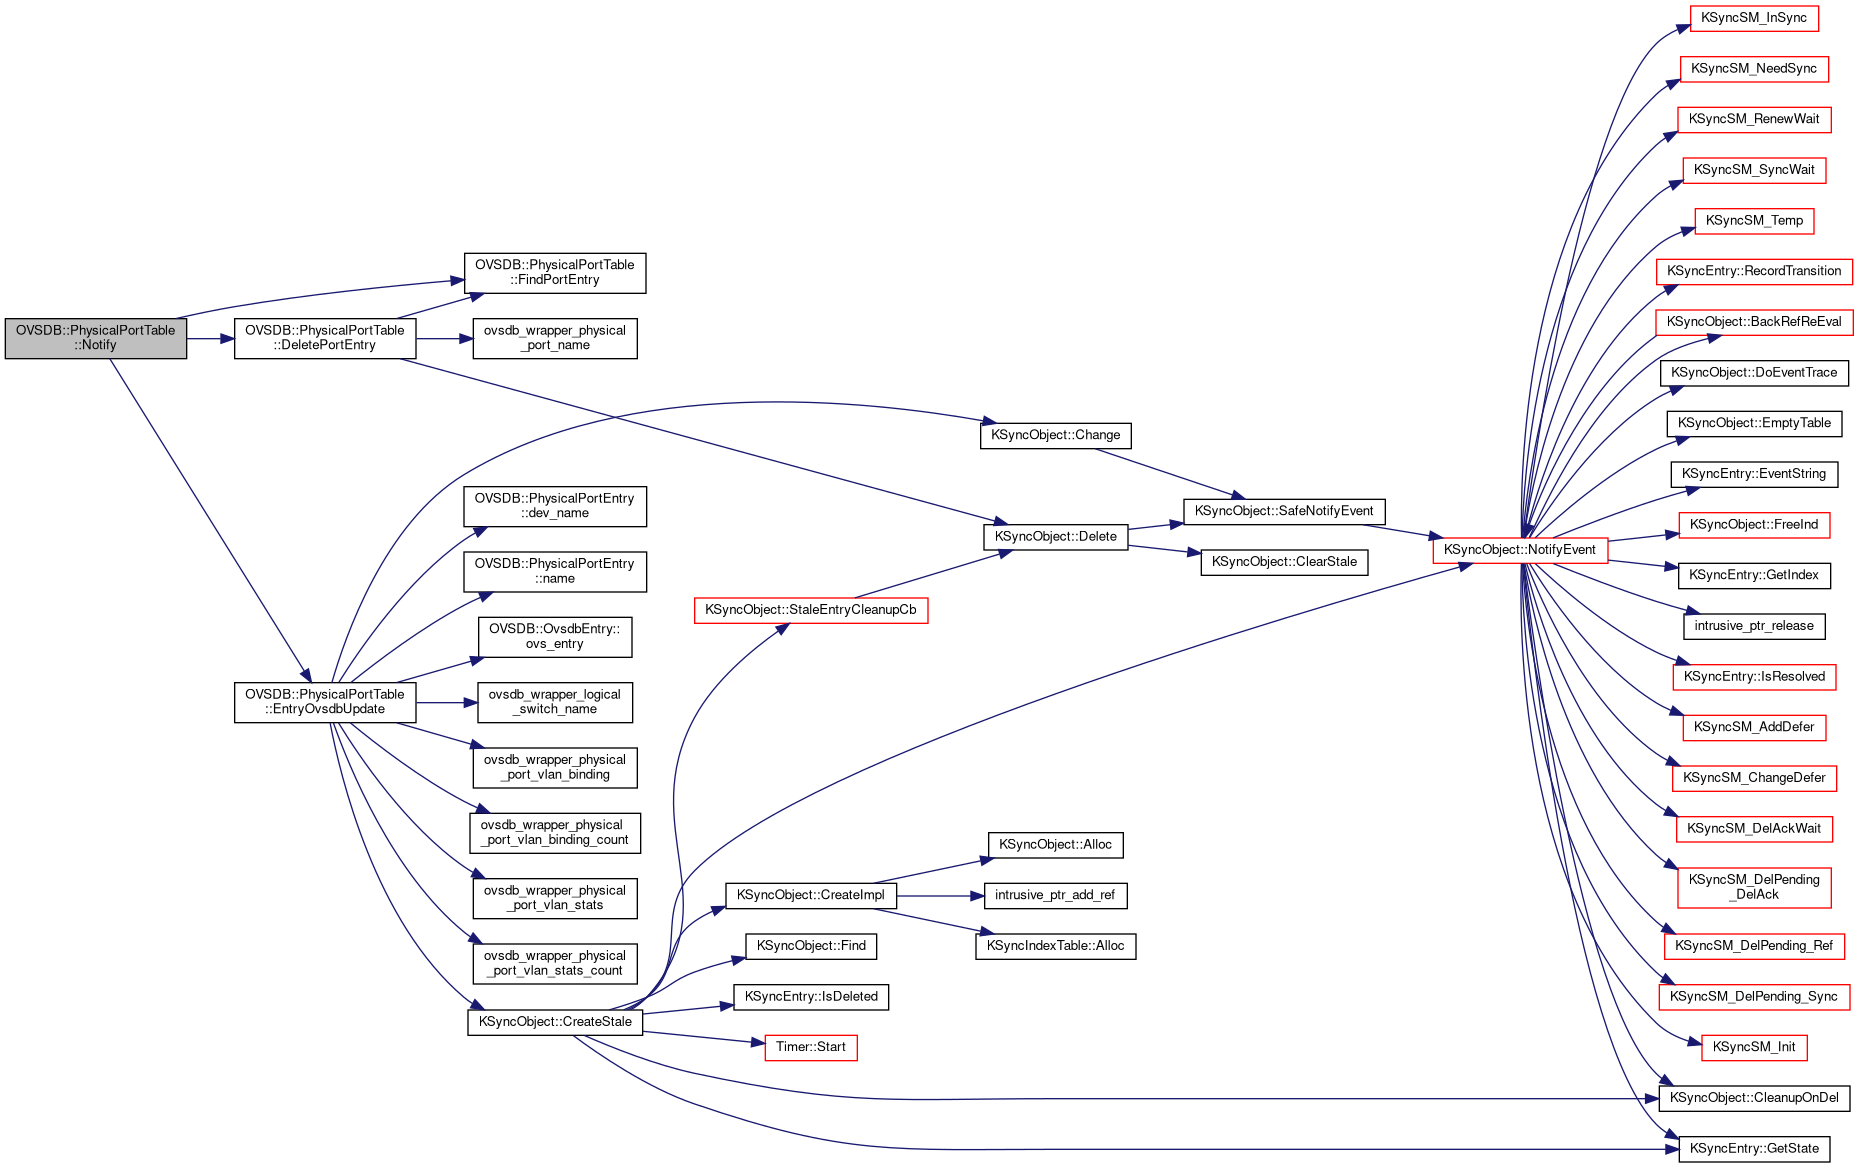 OVSDB::PhysicalPortTable
::Notify
OVSDB::PhysicalPortTable
::FindPortEntry
OVSDB::PhysicalPortTable
::DeletePortEntry
ovsdb_wrapper_physical
_port_name
OVSDB::PhysicalPortTable
::EntryOvsdbUpdate
OVSDB::PhysicalPortEntry
::dev_name
OVSDB::PhysicalPortEntry
::name
OVSDB::OvsdbEntry::
ovs_entry
ovsdb_wrapper_logical
_switch_name
ovsdb_wrapper_physical
_port_vlan_binding
ovsdb_wrapper_physical
_port_vlan_binding_count
ovsdb_wrapper_physical
_port_vlan_stats
ovsdb_wrapper_physical
_port_vlan_stats_count
KSyncObject::CreateStale
KSyncObject::StaleEntryCleanupCb
KSyncObject::CreateImpl
KSyncObject::Find
KSyncEntry::IsDeleted
Timer::Start
KSyncObject::Change
KSyncObject::Delete
KSyncObject::Alloc
intrusive_ptr_add_ref
KSyncIndexTable::Alloc
KSyncObject::SafeNotifyEvent
KSyncObject::ClearStale
KSyncObject::NotifyEvent
KSyncSM_InSync
KSyncSM_NeedSync
KSyncSM_RenewWait
KSyncSM_SyncWait
KSyncSM_Temp
KSyncEntry::RecordTransition
KSyncObject::BackRefReEval
KSyncObject::DoEventTrace
KSyncObject::EmptyTable
KSyncEntry::EventString
KSyncObject::FreeInd
KSyncEntry::GetIndex
intrusive_ptr_release
KSyncEntry::IsResolved
KSyncSM_AddDefer
KSyncSM_ChangeDefer
KSyncSM_DelAckWait
KSyncSM_DelPending
_DelAck
KSyncSM_DelPending_Ref
KSyncSM_DelPending_Sync
KSyncSM_Init
KSyncObject::CleanupOnDel
KSyncEntry::GetState